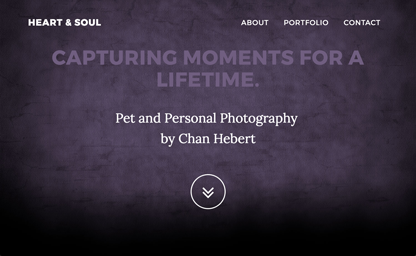 HEART & SOUL
ABOUT PORTFOLIO CONTACT
CAPTURING MOMENTS FOR A
LIFETIME.
Pet and Personal Photography
by Chan Hebert